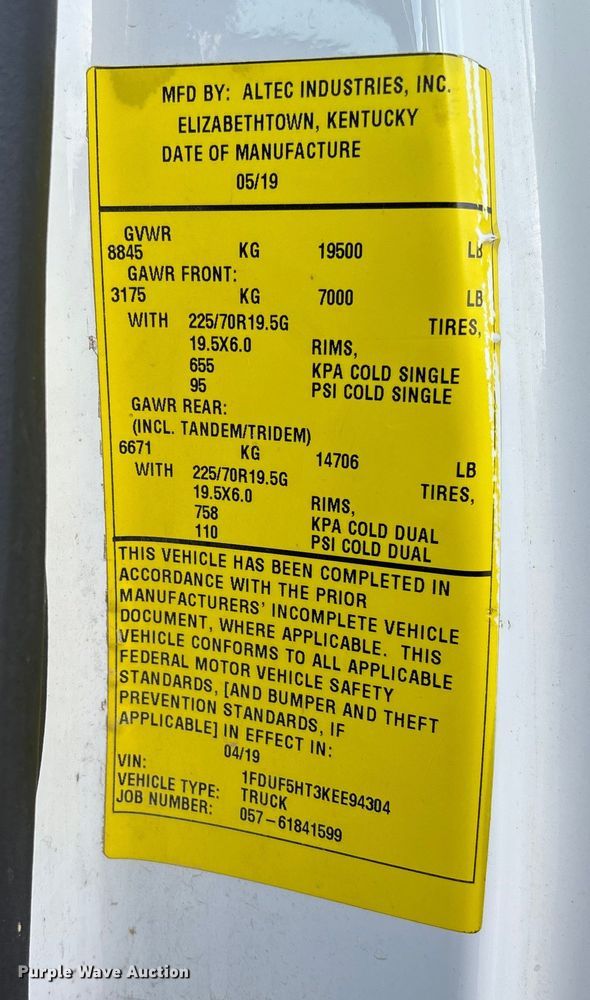 MFD BY: ALTEC INDUSTRIES, INC.
ELIZABETHTOWN, KENTUCKY
DATE OF MANUFACTURE
05/19
GVWR
8845 KG 19500 LB
GAWR FRONT:
3175 KG 7000 LB
WITH 225/70R19.5G TIRES,
19.5X6.0 RIMS,
655 KPA COLD SINGLE
95 PSI COLD SINGLE
GAWR REAR:
(INCL. TANDEM/TRIDEM)
6671 KG 14706 LB
WITH 225/70R19.5G TIRES,
19.5X6.0 RIMS,
758 KPA COLD DUAL
110 PSI COLD DUAL
THIS VEHICLE HAS BEEN COMPLETED IN
ACCORDANCE WITH THE PRIOR
MANUFACTURERS' INCOMPLETE VEHICLE
DOCUMENT, WHERE APPLICABLE. THIS
VEHICLE CONFORMS TO ALL APPLICABLE
FEDERAL MOTOR VEHICLE SAFETY
STANDARDS, [AND BUMPER AND THEFT
PREVENTION STANDARDS, IF
APPLICABLE] IN EFFECT IN:
04/19
VIN: 1FDUF5HT3KEE94304
VEHICLE TYPE: TRUCK
JOB NUMBER: 057-61841599
Purple Wave Auction